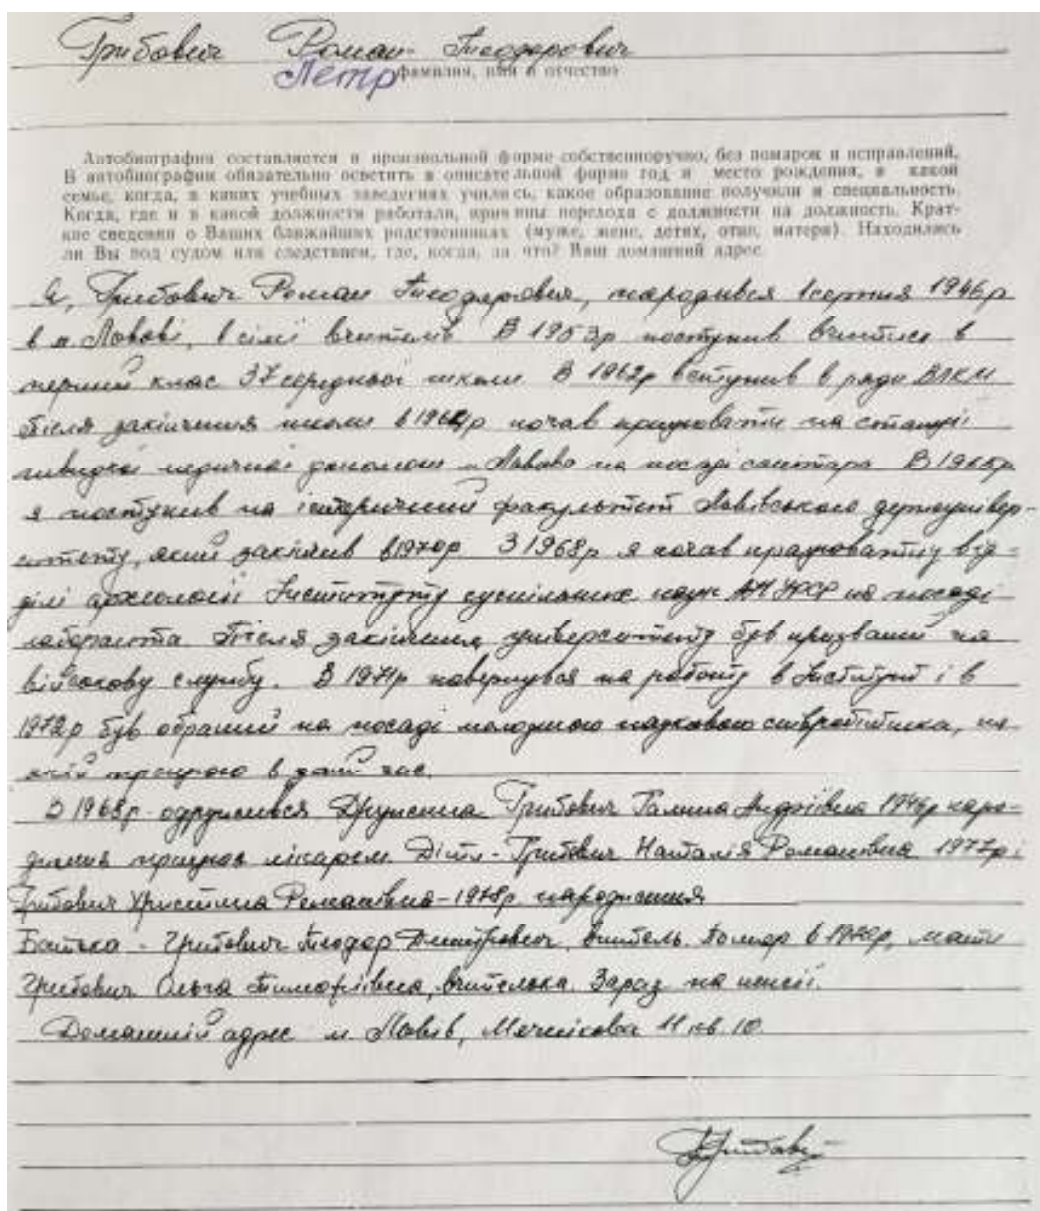 Грибович Роман Теодорович
Петр
фамилия, имя и отчество
Автобиография составляется в произвольной форме собственноручно, без помарок и исправлений.
В автобиографии обязательно осветить в описательной форме год и место рождения, в какой
семье, когда, в каких учебных заведениях учились, какое образование получили и специальность.
Когда, где и в какой должности работали, причины перехода с должности на должность. Крат-
кие сведения о Ваших ближайших родственниках (муже, жене, детях, отце, матери). Находились
ли Вы под судом или следствием, где, когда, за что? Ваш домашний адрес
Я, Грибович Роман Теодорович, народився 1 серпня 1946р
в м. Львові, в сімї вчителів. В 1953р поступив вчитися в
перший клас 37 середньої школи. В 1962р вступив в ряди ВЛКСМ
Після закінчення школи в 1964р почав працювати на станції
швидкої медичної допомоги м Львова на посаді санітара. В 1965р
я поступив на історичний факультет Львівського держунівер-
ситету, який закінчив в 1970р. З 1968р я почав працювати у від-
ділі археології Інституту суспільних наук АН УРСР на посаді
лаборанта. Після закінчення університету був призваний на
військову службу. В 1971р повернувся на роботу в Інститут і в
1972р був обраний на посаді молодшого наукового співробітника, на
якій працюю в даний час.
В 1968р. одружився Дружина Грибович Галина Андріївна 1946р наро-
дження працює лікарем. Діти - Грибович Наталія Романівна 1977р і
Грибович Христина Романівна - 1978р. народження
Батько - Грибович Теодор Дмитрович, вчитель. Помер в 1970р, мати
Грибович Ольга Тимофіївна, вчителька. Зараз на пенсії.
Домашній адрес м. Львів, Мечнікова 11 кв. 10.
Грибович